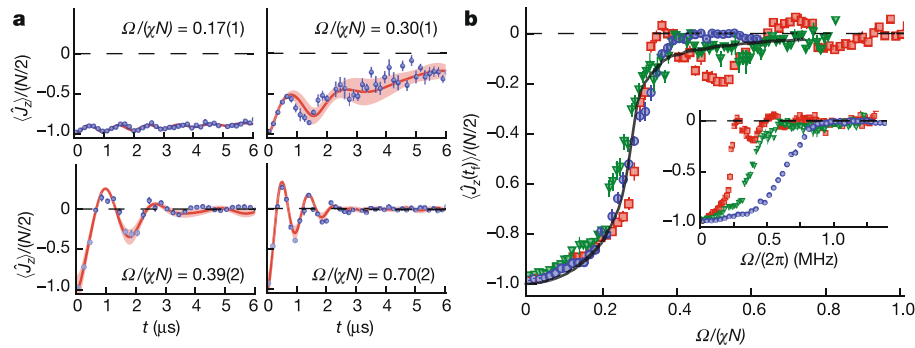 a
Ω/(χN) = 0.17(1)
Ω/(χN) = 0.30(1)
⟨Ĵz⟩/(N/2)
0
−0.5
−1.0
0 1 2 3 4 5 6
0 1 2 3 4 5 6
t (μs)
⟨Ĵz⟩/(N/2)
0
−0.5
−1.0
Ω/(χN) = 0.39(2)
Ω/(χN) = 0.70(2)
0 1 2 3 4 5 6
0 1 2 3 4 5 6
t (μs)
t (μs)
b
⟨Ĵz(tf)⟩/(N/2)
0
−0.2
−0.4
−0.6
−0.8
−1.0
0 0.2 0.4 0.6 0.8 1.0
Ω/(χN)
0
−0.5
−1.0
0 0.5 1.0
Ω/(2π) (MHz)